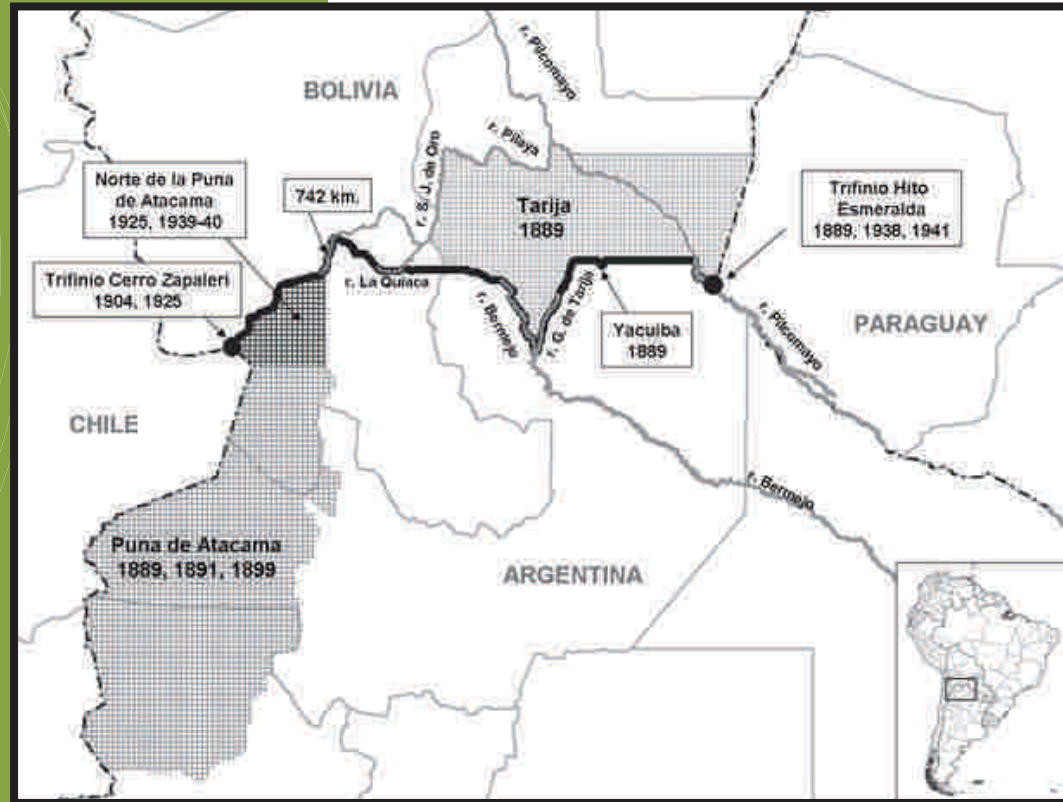 BOLIVIA
r. Pilcomayo
r. Pilaya
r. S. J. de Oro
Norte de la Puna
de Atacama
1925, 1939-40
742 km.
Tarija
1889
Trifinio Hito
Esmeralda
1889, 1938, 1941
Trifinio Cerro Zapaleri
1904, 1925
r. La Quiaca
r. Bermejo
r. G. de Tarija
Yacuiba
1889
r. Pilcomayo
PARAGUAY
CHILE
r. Bermejo
Puna de Atacama
1889, 1891, 1899
ARGENTINA